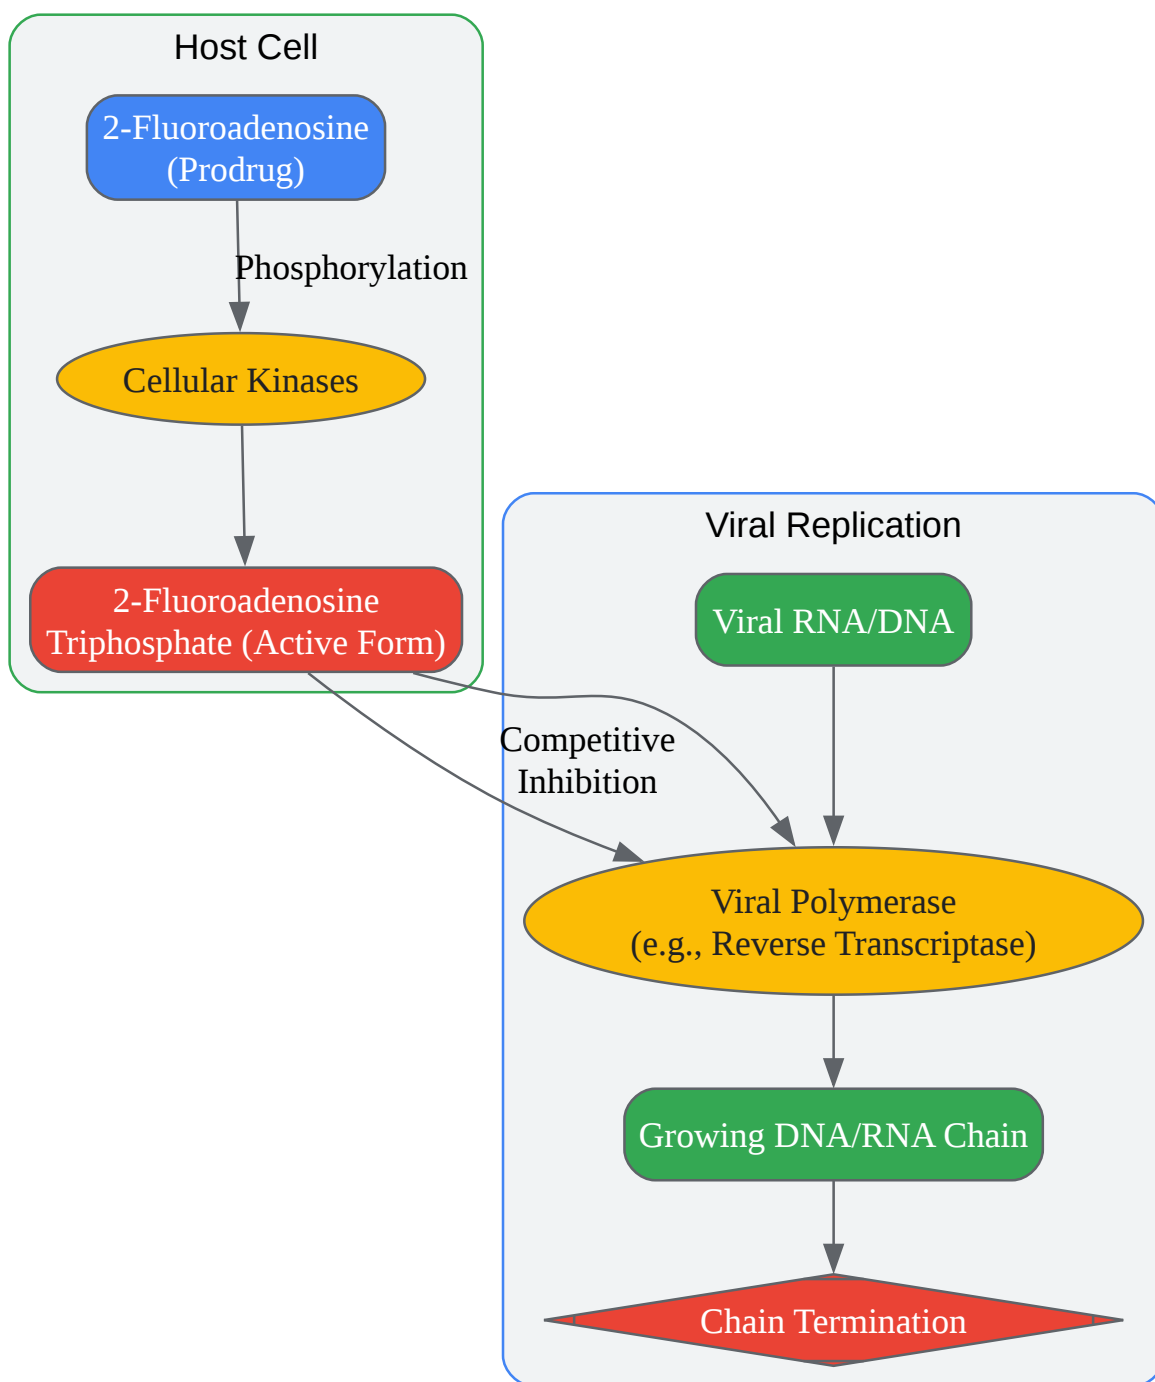 Host Cell
2-Fluoroadenosine
(Prodrug)
Phosphorylation
Cellular Kinases
2-Fluoroadenosine
Triphosphate (Active Form)
Viral Replication
Viral RNA/DNA
Competitive
Inhibition
Viral Polymerase
(e.g., Reverse Transcriptase)
Growing DNA/RNA Chain
Chain Termination